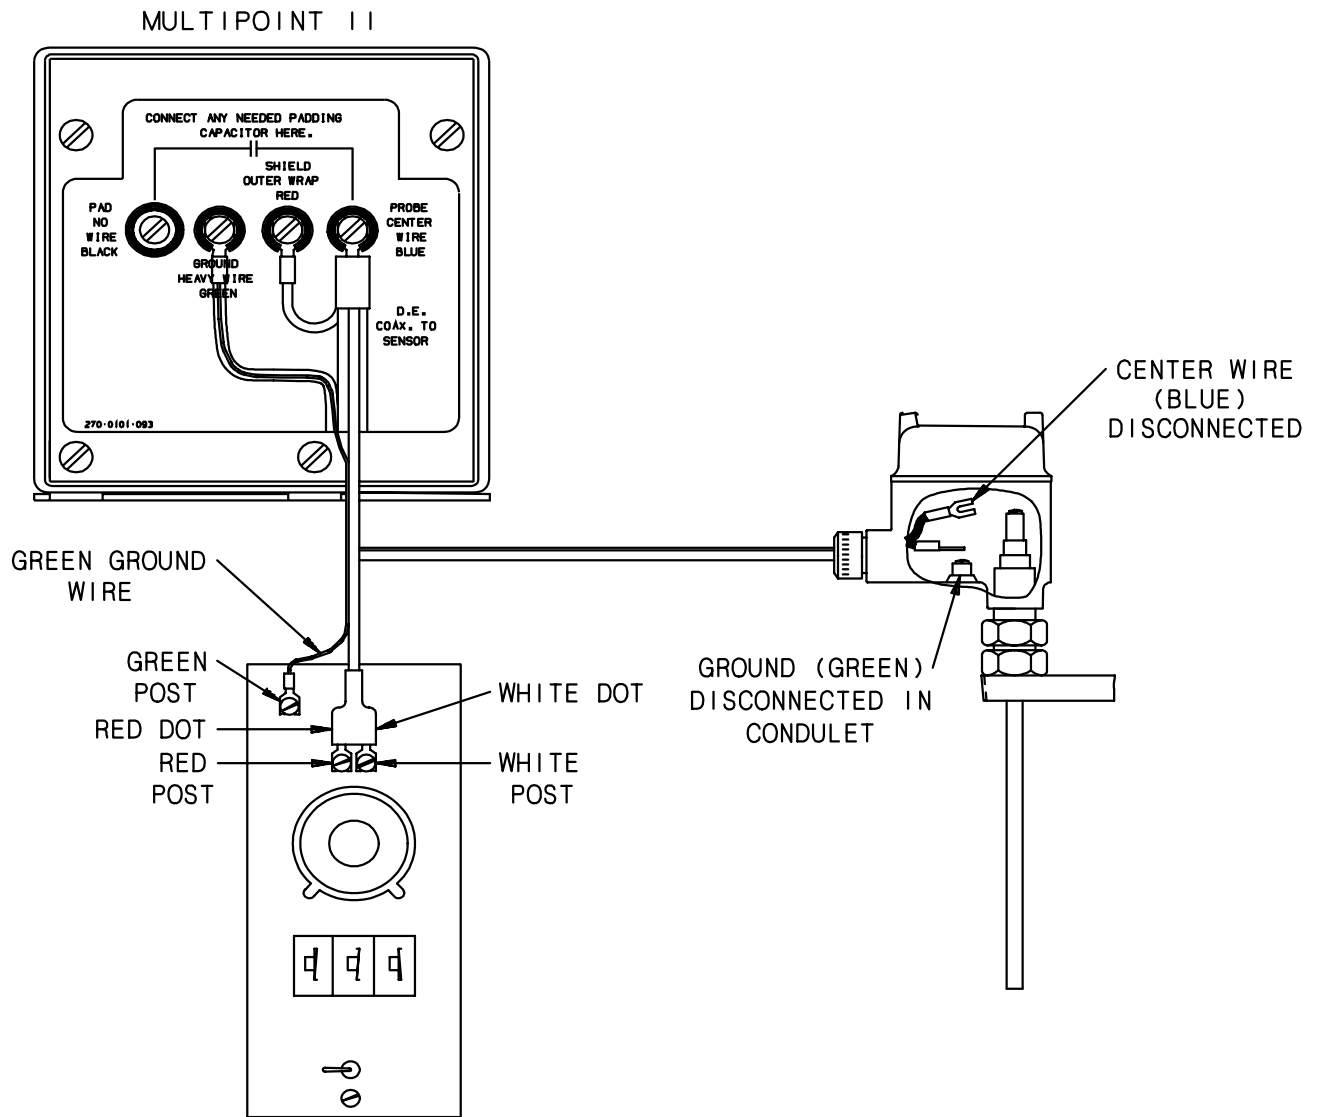 MULTIPOINT II
CONNECT ANY NEEDED PADDING
CAPACITOR HERE.
SHIELD
OUTER WRAP
RED
PAD
NO
WIRE
BLACK
PROBE
CENTER
WIRE
BLUE
GROUND
HEAVY WIRE
GREEN
D.E.
COAX. TO
SENSOR
270-0101-093
CENTER WIRE
(BLUE)
DISCONNECTED
GREEN GROUND
WIRE
GREEN
POST
RED DOT
RED
POST
WHITE DOT
WHITE
POST
GROUND (GREEN)
DISCONNECTED IN
CONDULET